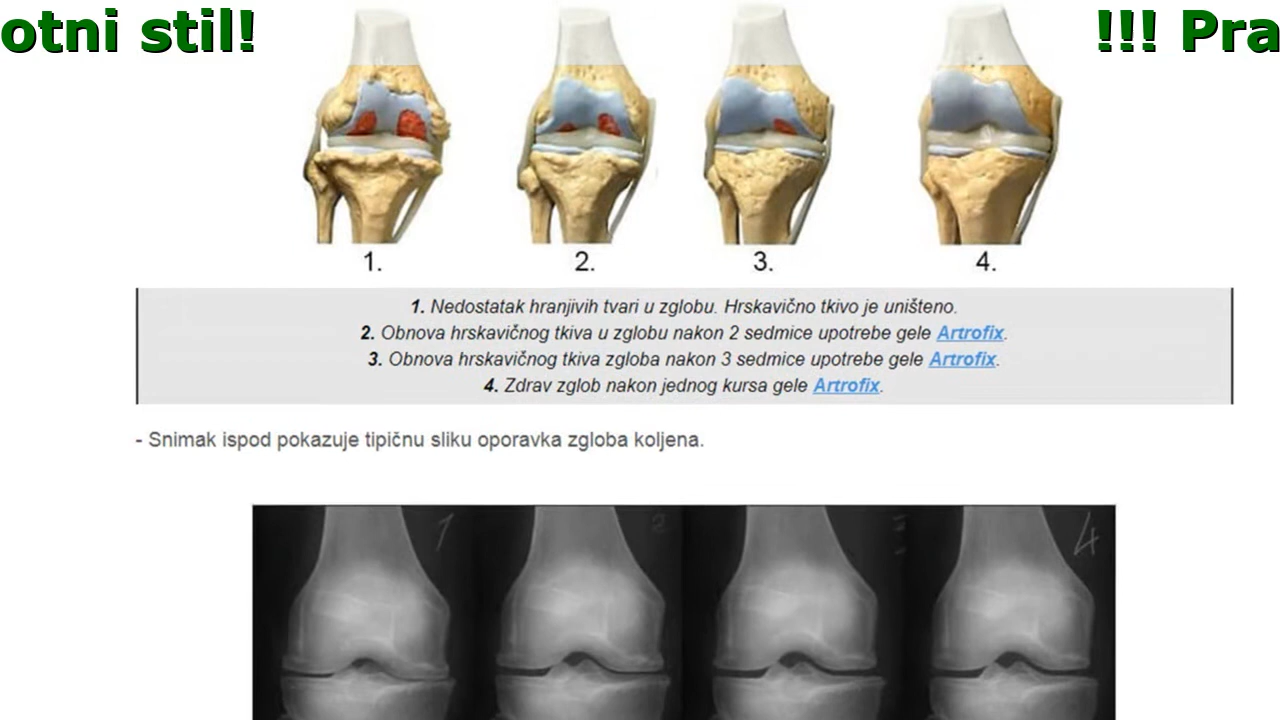 otni stil!
!!! Pra
1.
2.
3.
4.
1. Nedostatak hranjivih tvari u zglobu. Hrskavično tkivo je uništeno.
2. Obnova hrskavičnog tkiva u zglobu nakon 2 sedmice upotrebe gele Artrofix.
3. Obnova hrskavičnog tkiva zgloba nakon 3 sedmice upotrebe gele Artrofix.
4. Zdrav zglob nakon jednog kursa gele Artrofix.
- Snimak ispod pokazuje tipičnu sliku oporavka zgloba koljena.
1
2
4